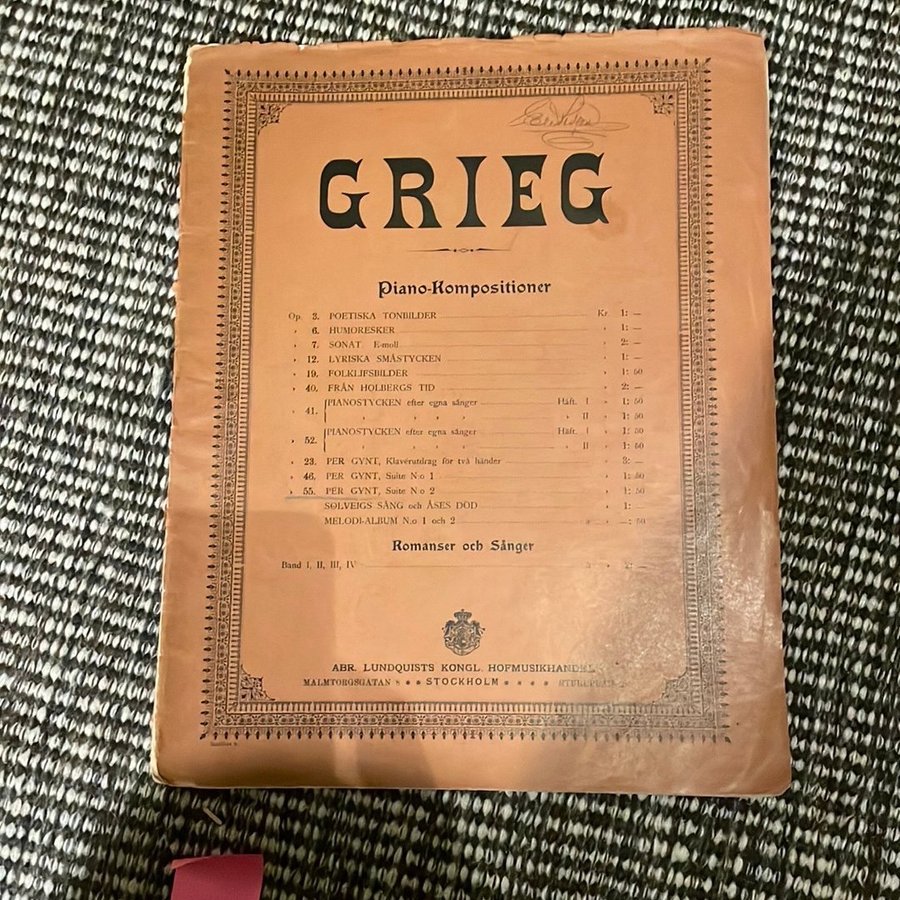 GRIEG
Piano-Kompositioner
Op. 3. POETISKA TONBILDER Kr. 1: —
» 6. HUMORESKER » 1: —
» 7. SONAT E-moll » 2: —
» 12. LYRISKA SMÅSTYCKEN » 1: —
» 19. FOLKLIFSBILDER » 1: 50
» 40. FRÅN HOLBERGS TID » 2: —
» 41. PIANOSTYCKEN efter egna sånger Häft. I » 1: 50
» » » » II » 1: 50
» 52. PIANOSTYCKEN efter egna sånger Häft. I » 1: 50
» » » » II » 1: 50
» 23. PER GYNT, Klaverutdrag för två händer » 3: —
» 46. PER GYNT, Suite N:o 1 » 1: 50
» 55. PER GYNT, Suite N:o 2 » 1: 50
SOLVEIGS SÅNG och ÅSES DÖD » 1: —
MELODI-ALBUM N:o 1 och 2 à » —: 50
Romanser och Sånger
Band I, II, III, IV à » 2: —
ABR. LUNDQUISTS KONGL. HOFMUSIKHANDEL
MALMTORGSGATAN 8 * * STOCKHOLM * * * *